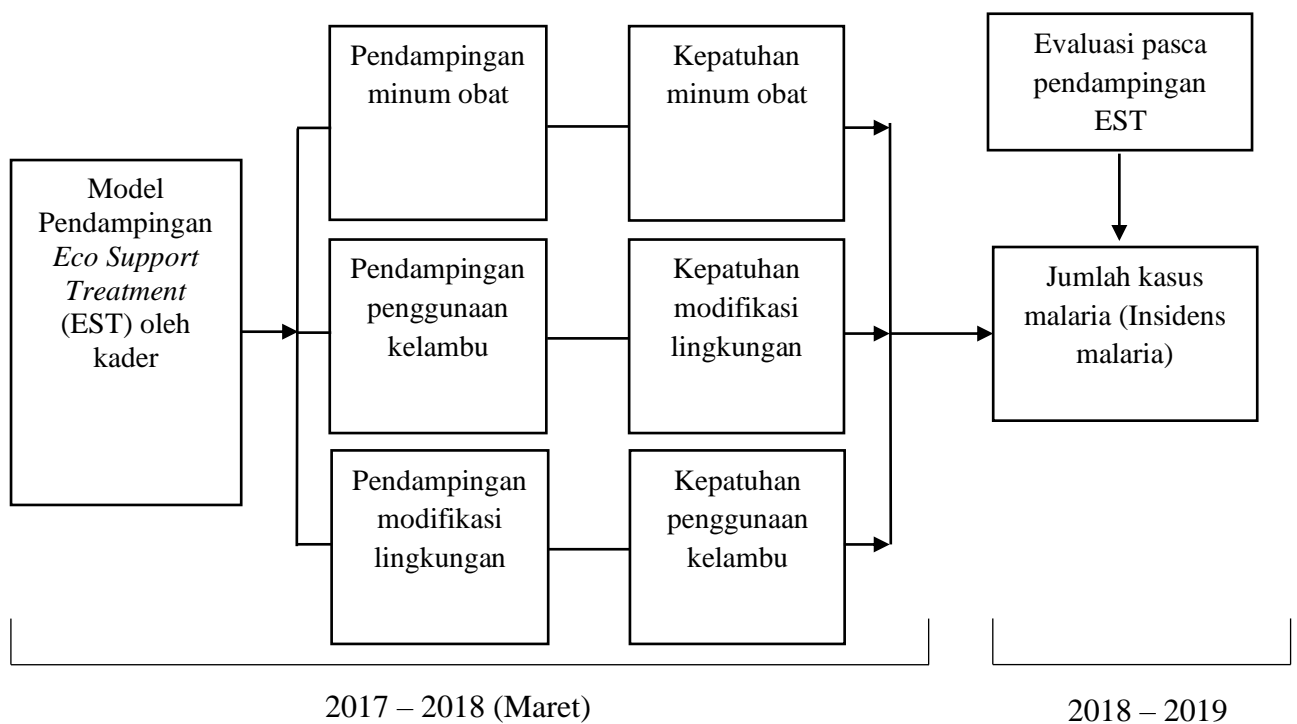 Model
Pendampingan
Eco Support
Treatment
(EST) oleh
kader
Pendampingan
minum obat
Kepatuhan
minum obat
Pendampingan
penggunaan
kelambu
Kepatuhan
modifikasi
lingkungan
Pendampingan
modifikasi
lingkungan
Kepatuhan
penggunaan
kelambu
Evaluasi pasca
pendampingan
EST
Jumlah kasus
malaria (Insidens
malaria)
2017 – 2018 (Maret)
2018 – 2019